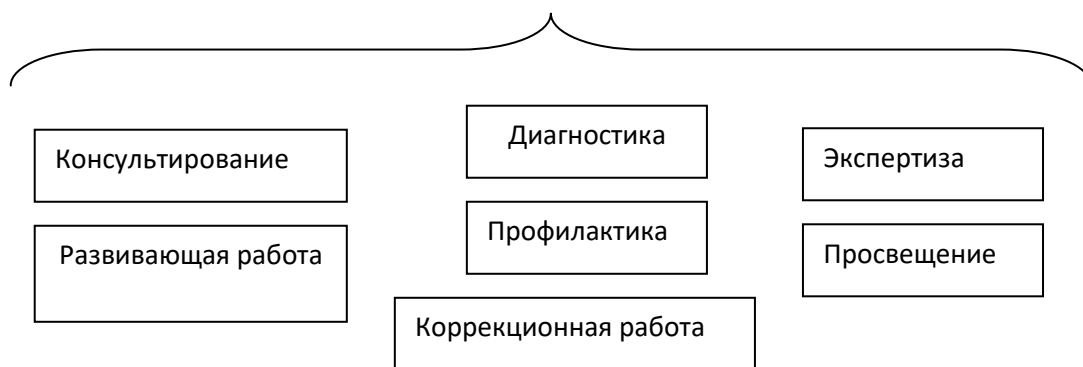 Диагностика
Консультирование
Экспертиза
Профилактика
Развивающая работа
Просвещение
Коррекционная работа